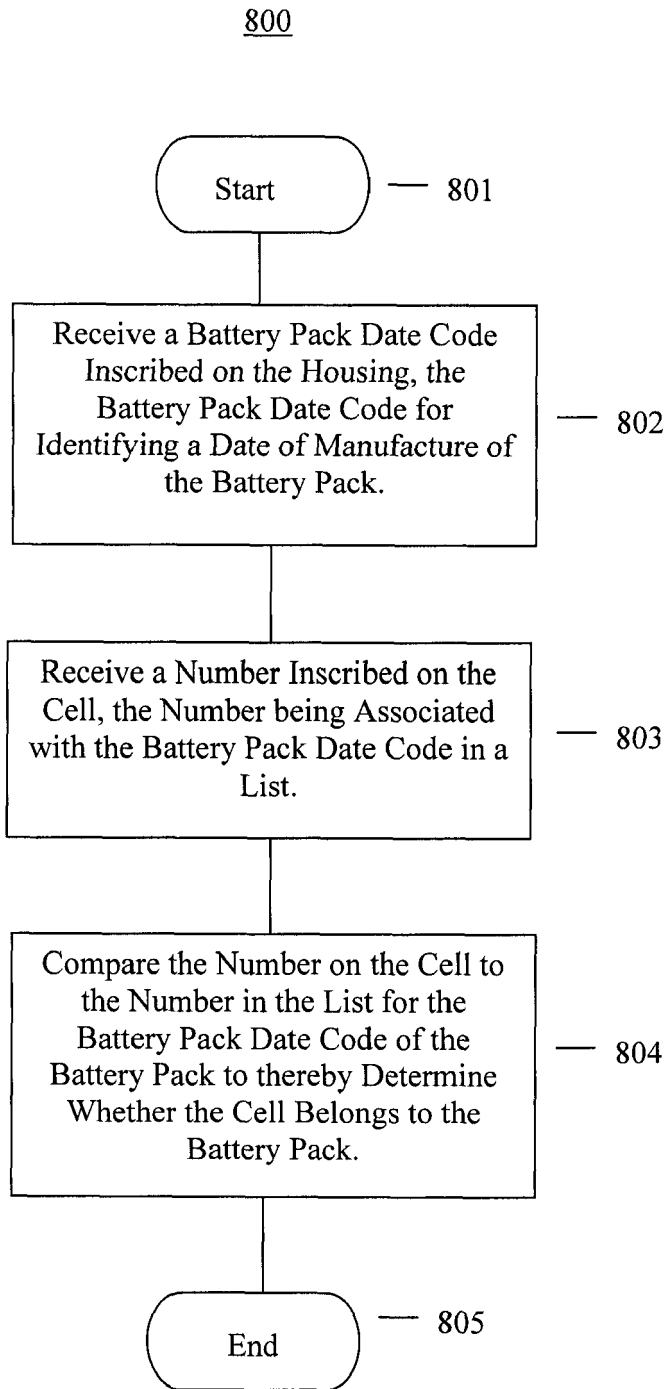 800
Start
801
Receive a Battery Pack Date Code
Inscribed on the Housing, the
Battery Pack Date Code for
Identifying a Date of Manufacture of
the Battery Pack.
802
Receive a Number Inscribed on the
Cell, the Number being Associated
with the Battery Pack Date Code in a
List.
803
Compare the Number on the Cell to
the Number in the List for the
Battery Pack Date Code of the
Battery Pack to thereby Determine
Whether the Cell Belongs to the
Battery Pack.
804
End
805